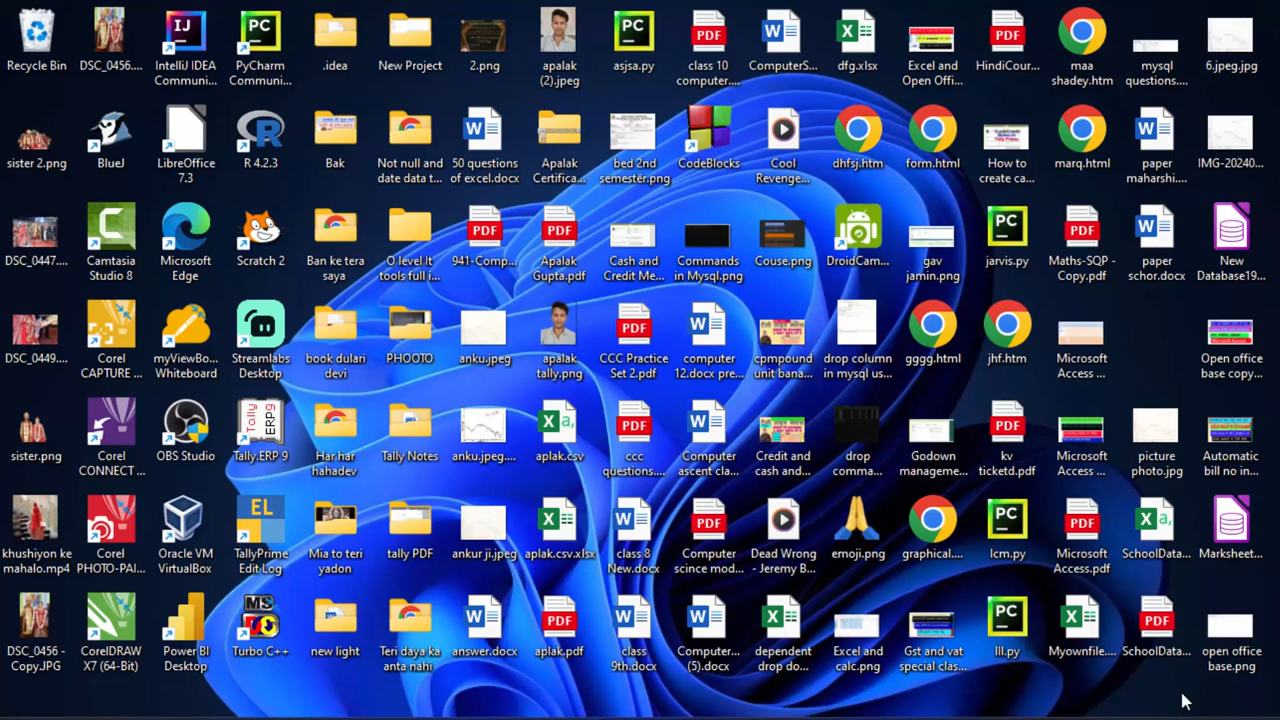 Recycle Bin
DSC_0456....
IntelliJ IDEA
Communi...
PyCharm
Communi...
.idea
New Project
2.png
apalak
(2).jpeg
asjsa.py
class 10
computer....
ComputerS...
dfg.xlsx
Excel and
Open Offi...
HindiCour...
maa
shadey.htm
mysql
questions....
6.jpeg.jpg
sister 2.png
BlueJ
LibreOffice
7.3
R 4.2.3
Bak
Not null and
date data t...
50 questions
of excel.docx
Apalak
Certifica...
bed 2nd
semester.png
CodeBlocks
Cool
Revenge...
dhfsj.htm
form.html
How to
create ca...
marq.html
paper
maharshi....
IMG-20240...
DSC_0447....
Camtasia
Studio 8
Microsoft
Edge
Scratch 2
Ban ke tera
saya
O level It
tools full i...
941-Comp...
Apalak
Gupta.pdf
Cash and
Credit Me...
Commands
in Mysql.png
Couse.png
DroidCam...
gav
jamin.png
jarvis.py
Maths-SQP -
Copy.pdf
paper
schor.docx
New
Database19...
DSC_0449....
Corel
CAPTURE ...
myViewBo...
Whiteboard
Streamlabs
Desktop
book dulari
devi
PHOOTO
anku.jpeg
apalak
tally.png
CCC Practice
Set 2.pdf
computer
12.docx pre...
cpmpound
unit bana...
drop column
in mysql us...
gggg.html
jhf.htm
Microsoft
Access ...
Open office
base copy...
sister.png
Corel
CONNECT ...
OBS Studio
Tally.ERP 9
Har har
hahadev
Tally Notes
anku.jpeg....
aplak.csv
ccc
questions....
Computer
ascent cla...
Credit and
cash and...
drop
comma...
Godown
manageme...
kv
ticketd.pdf
Microsoft
Access ...
picture
photo.jpg
Automatic
bill no in...
khushiyon ke
mahalo.mp4
Corel
PHOTO-PAI...
Oracle VM
VirtualBox
TallyPrime
Edit Log
Mia to teri
yadon
tally PDF
ankur ji.jpeg
aplak.csv.xlsx
class 8
New.docx
Computer
scince mod...
Dead Wrong
- Jeremy B...
emoji.png
graphical....
lcm.py
Microsoft
Access.pdf
SchoolData...
Marksheet...
DSC_0456 -
Copy.JPG
CorelDRAW
X7 (64-Bit)
Power BI
Desktop
Turbo C++
new light
Teri daya ka
anta nahi
answer.docx
aplak.pdf
class
9th.docx
Computer...
(5).docx
dependent
drop do...
Excel and
calc.png
Gst and vat
special clas...
lll.py
Myownfile....
SchoolData...
open office
base.png